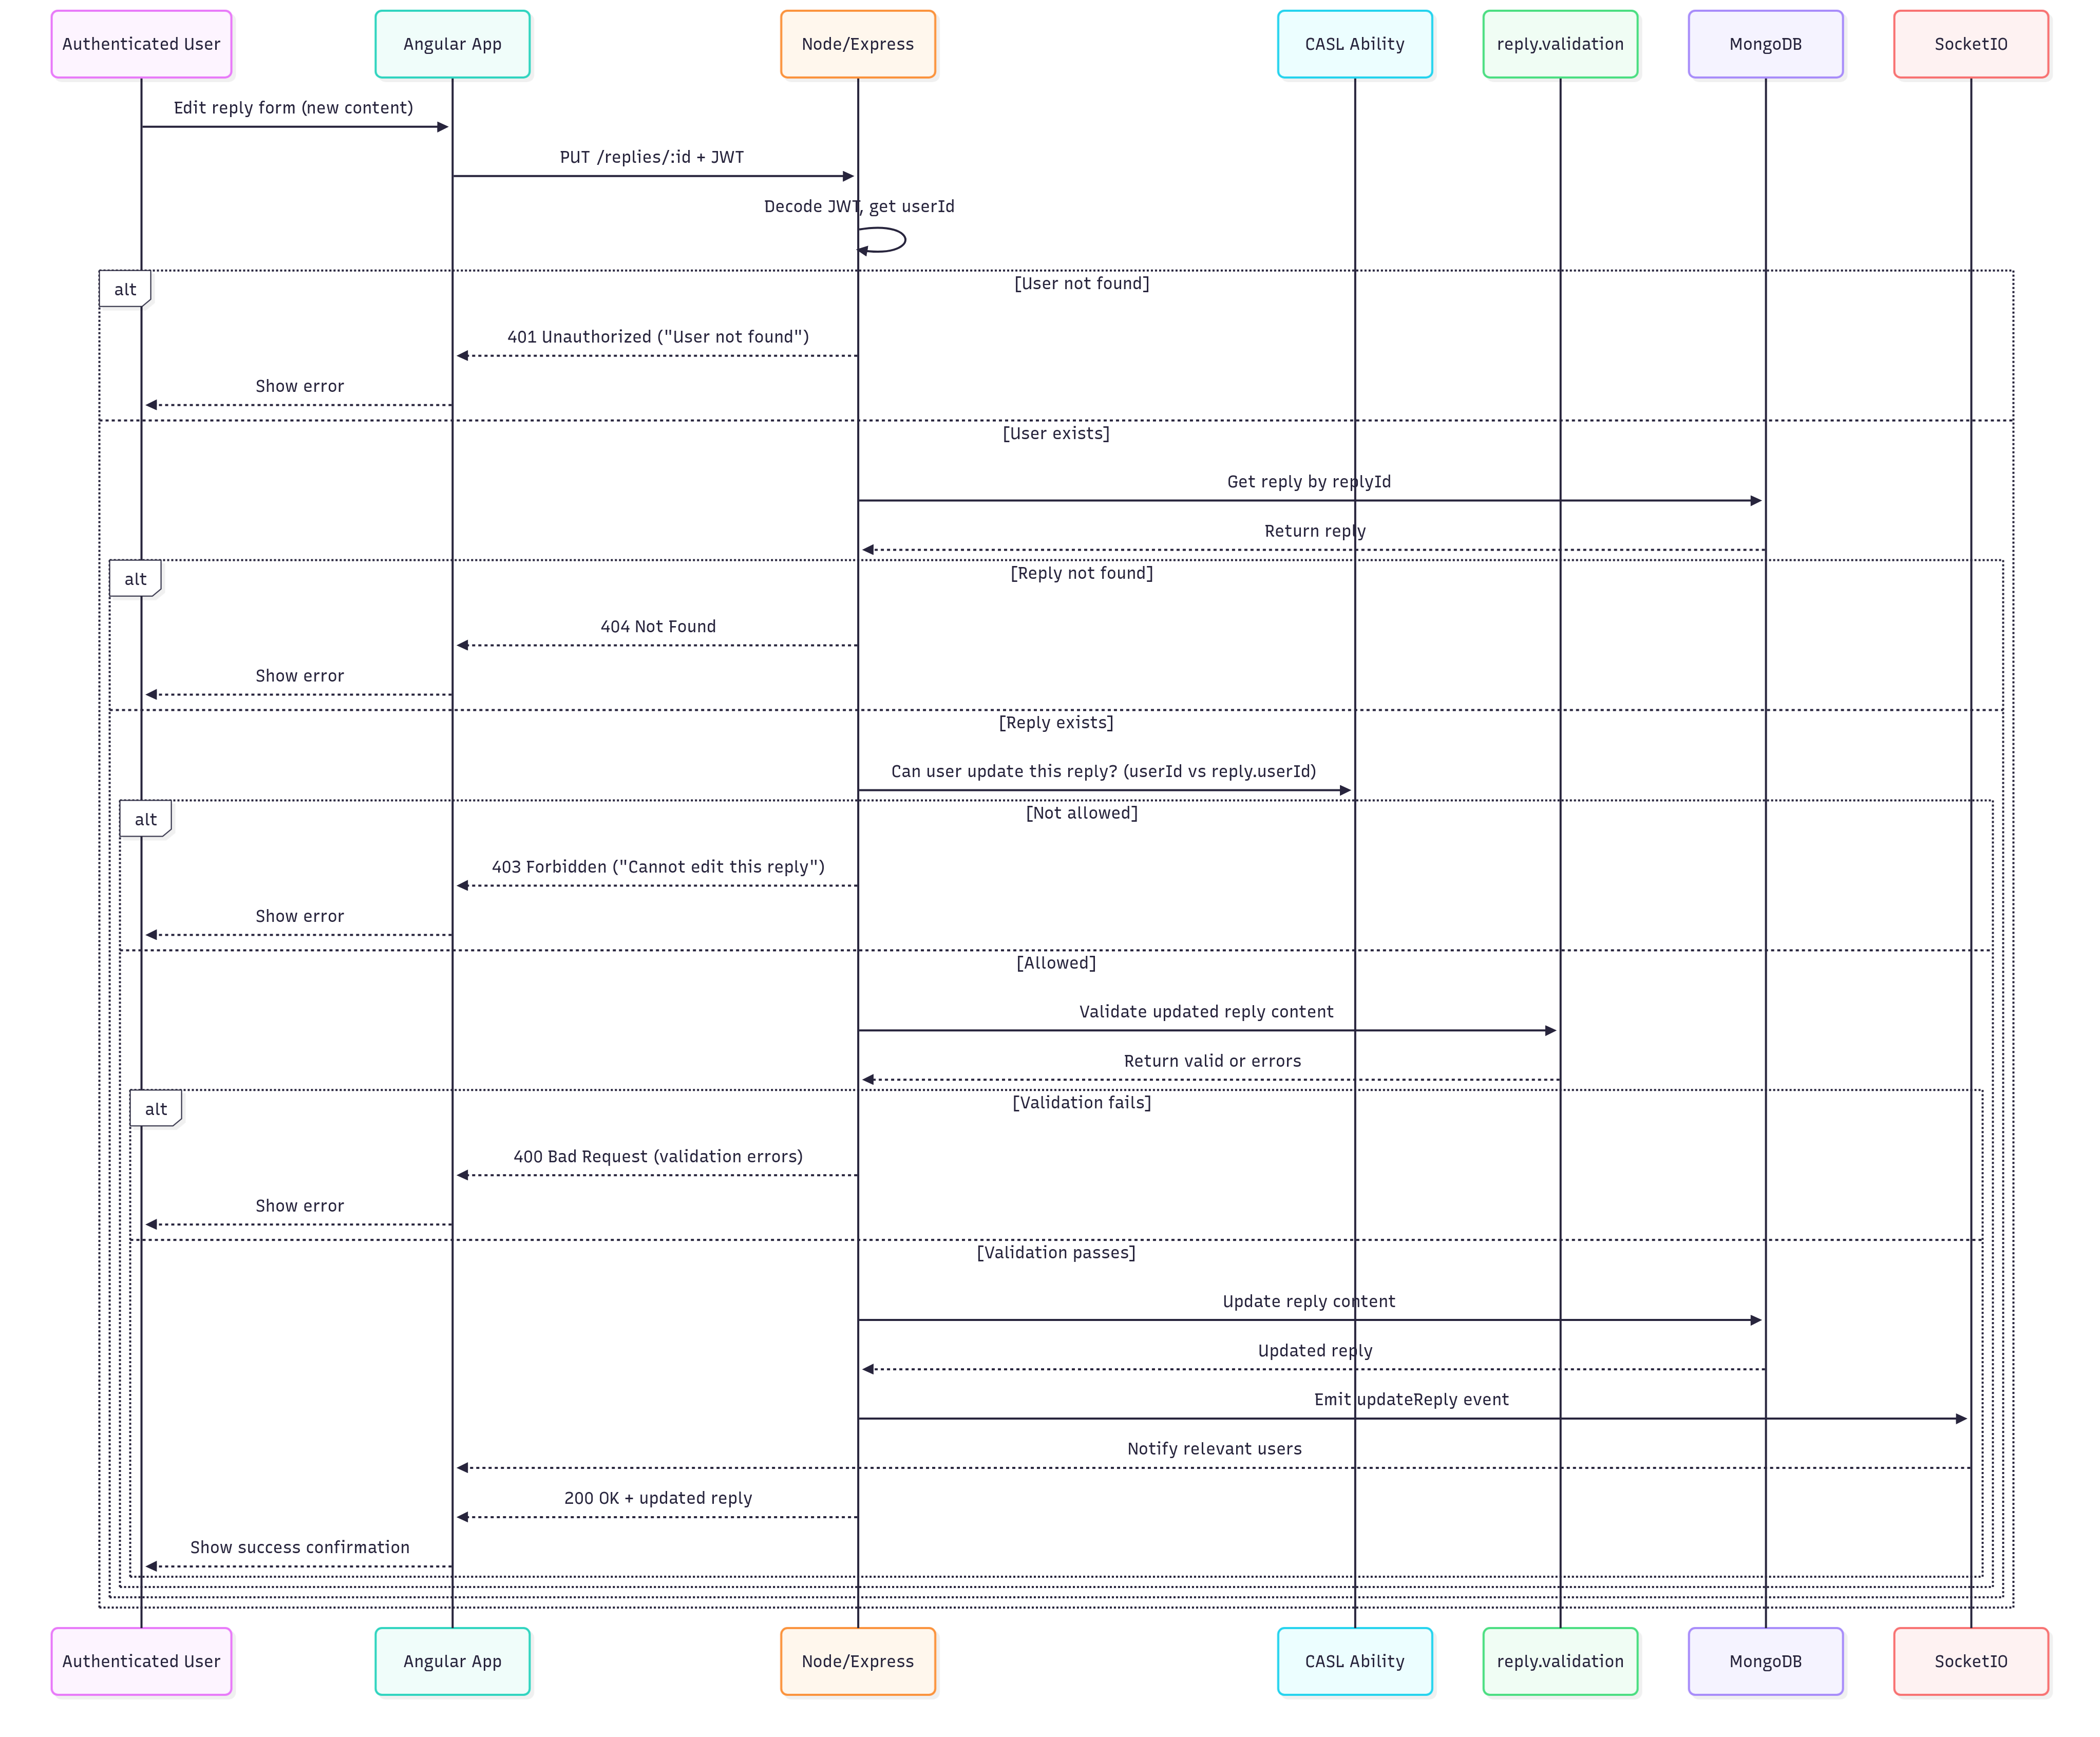 Authenticated User
Angular App
Node/Express
CASL Ability
reply.validation
MongoDB
SocketIO
Edit reply form (new content)
PUT /replies/:id + JWT
Decode JWT, get userId
alt
[User not found]
401 Unauthorized ("User not found")
Show error
[User exists]
Get reply by replyId
Return reply
alt
[Reply not found]
404 Not Found
Show error
[Reply exists]
Can user update this reply? (userId vs reply.userId)
alt
[Not allowed]
403 Forbidden ("Cannot edit this reply")
Show error
[Allowed]
Validate updated reply content
Return valid or errors
alt
[Validation fails]
400 Bad Request (validation errors)
Show error
[Validation passes]
Update reply content
Updated reply
Emit updateReply event
Notify relevant users
200 OK + updated reply
Show success confirmation
Authenticated User
Angular App
Node/Express
CASL Ability
reply.validation
MongoDB
SocketIO